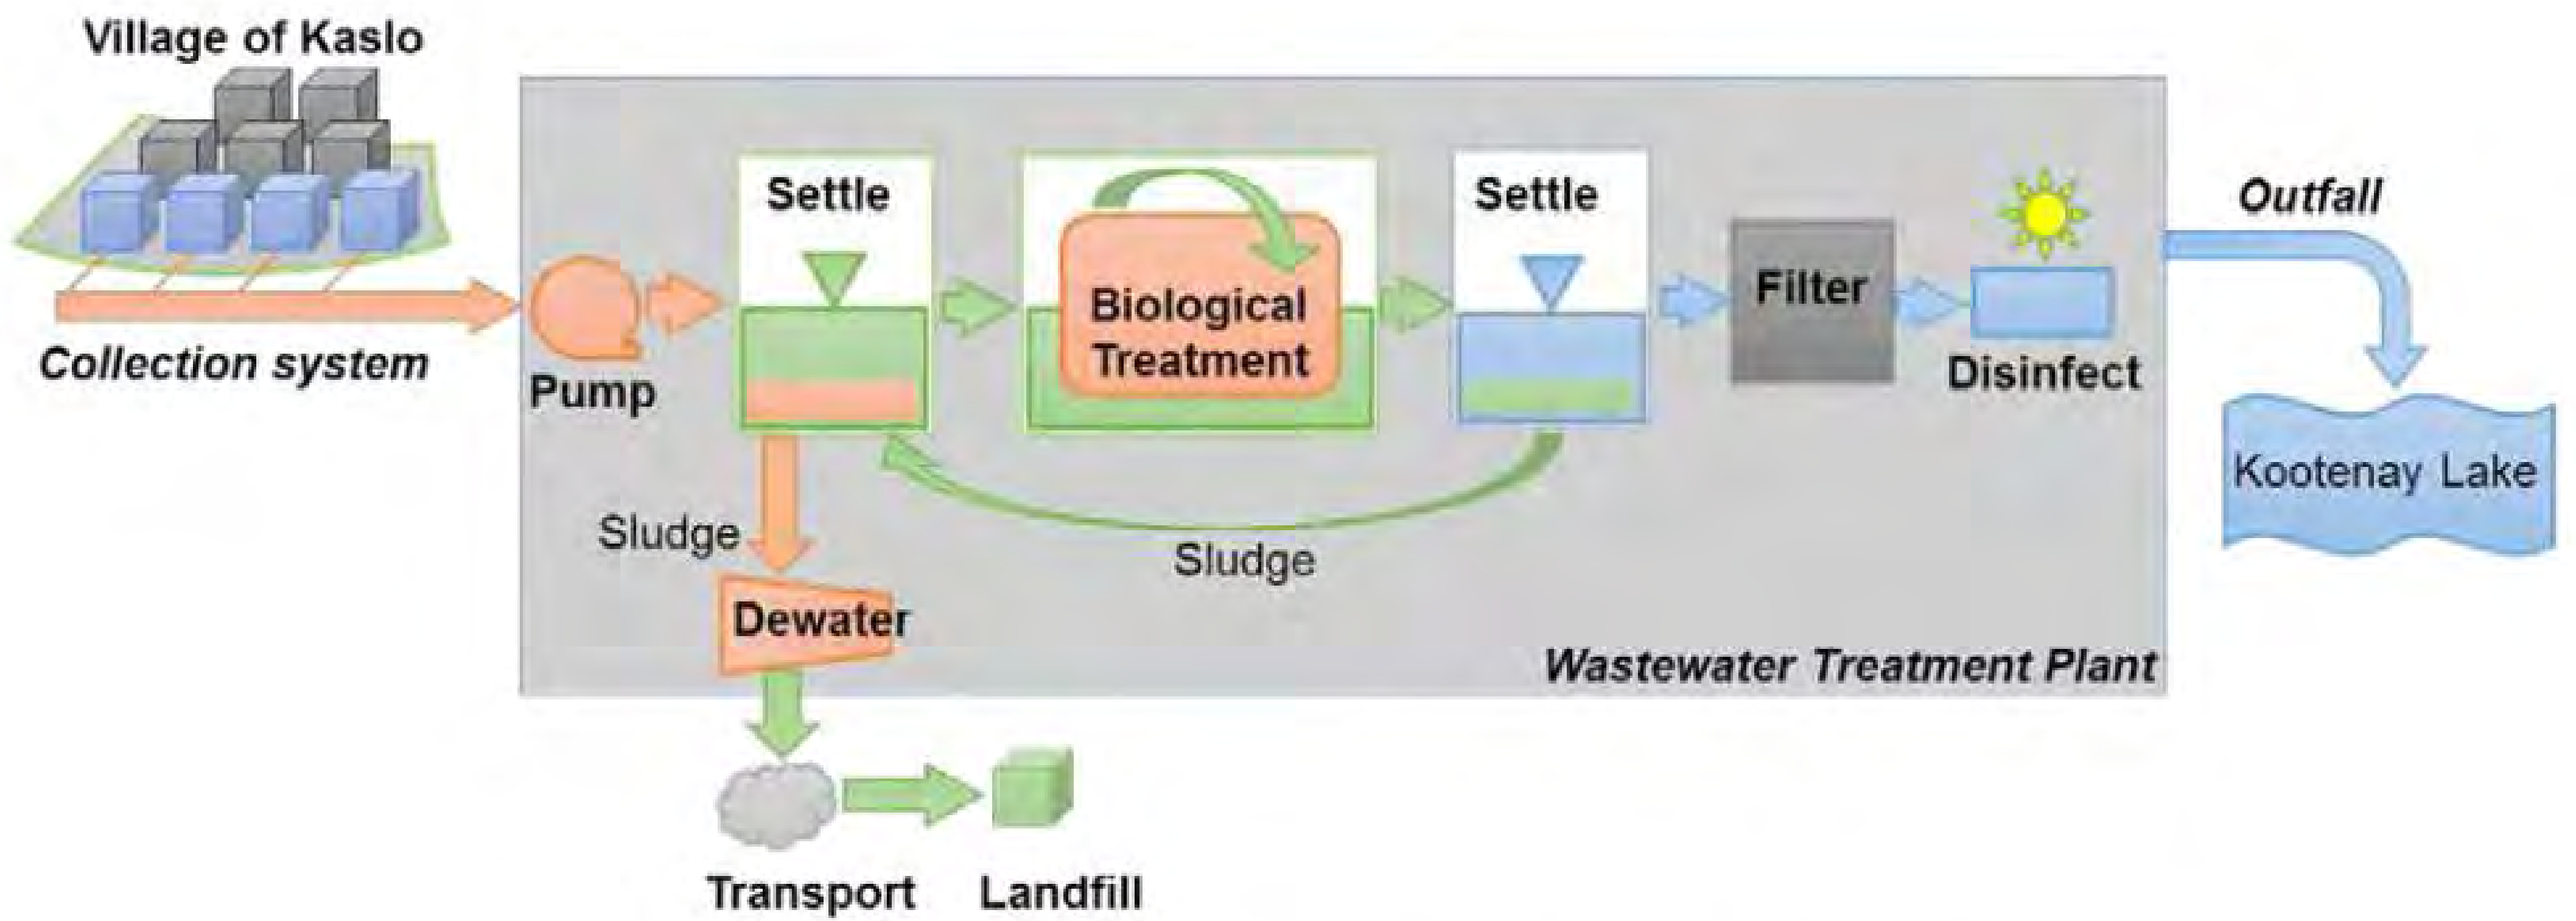 Village of Kaslo
Collection system
Pump
Settle
Biological
Treatment
Settle
Filter
Disinfect
Outfall
Kootenay Lake
Sludge
Sludge
Dewater
Wastewater Treatment Plant
Transport
Landfill